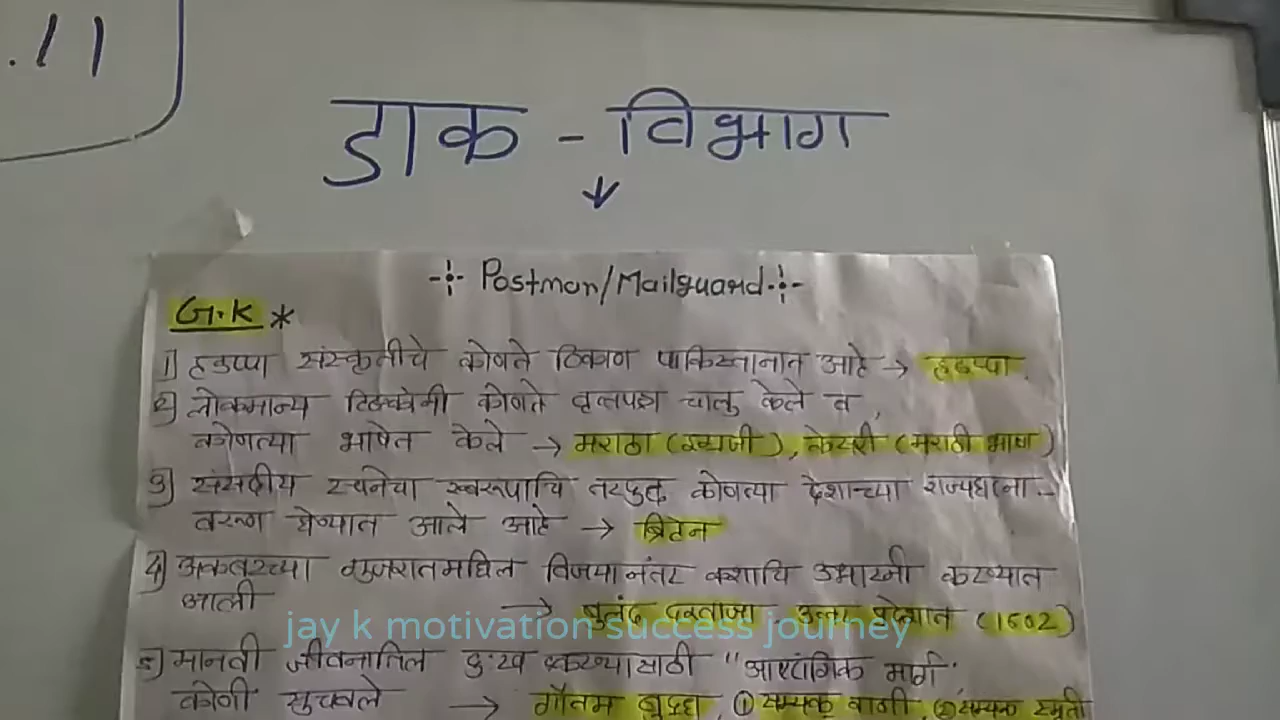 .11
डाक - विभाग
Postman/Mailguard
G.K *
1) हडप्पा संस्कृतीचे कोणते ठिकाण पाकिस्तानात आहे → हडप्पा.
2) लोकमान्य टिळकांनी कोणते वृत्तपत्र चालु केले व
कोणत्या भाषेत केले → मराठा (इंग्रजी), केसरी (मराठी भाषा)
3) संसदीय रचनेचा स्वरूपाचि तरफुल कोणत्या देशाच्या राज्यघटने
वरून घेण्यात आले आहे → ब्रिटेन
4) अकबरच्या गुजरातमधिल विजयानंतर कशाचि उभारनी करण्यात
आली → बुलंद दरवाजा उत्तर प्रदेशात (1602)
jay k motivation success journey
5) मानवी जीवनातिल दुःख करण्यासाठी "आष्टांगिक मार्ग"
कोणी सुचवले → गौतम बुद्ध, ① सम्यक वाणी, ② सम्यक स्मृती